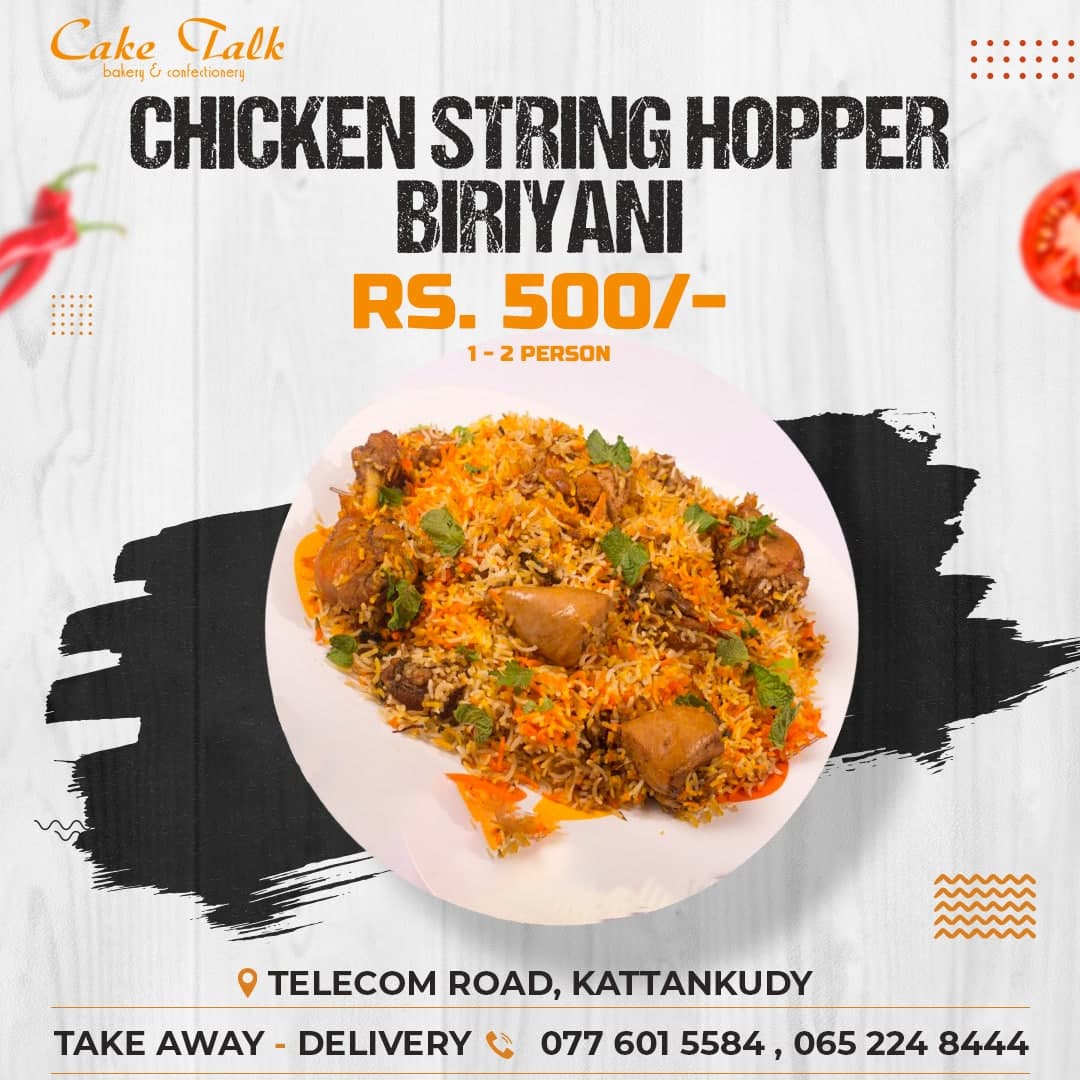 Cake Talk
bakery & confectionery
CHICKEN STRING HOPPER
BIRIYANI
RS. 500/-
1 - 2 PERSON
TELECOM ROAD, KATTANKUDY
TAKE AWAY - DELIVERY 077 601 5584 , 065 224 8444